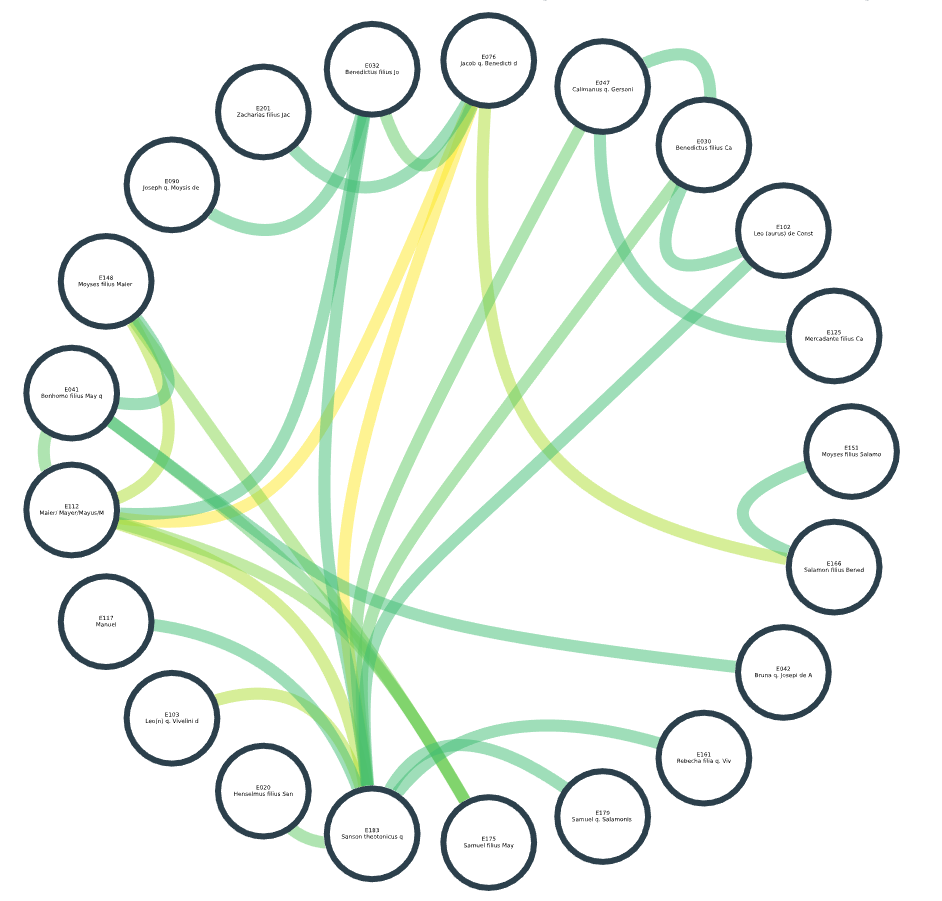 E076
Jacob q. Benedicti d
E032
Benedictus filius Jo
E047
Calimanus q. Gersoni
E201
Zacharias filius Jac
E030
Benedictus filius Ca
E090
Joseph q. Moysis de
E102
Leo (aurus) de Const
E148
Moyses filius Maier
E125
Mercadante filius Ca
E041
Bonhomo filius May q
E151
Moyses filius Salamo
E112
Maier/ Mayer/Mayus/M
E166
Salamon filius Bened
E117
Manuel
E042
Bruna q. Josepi de A
E103
Leo(n) q. Vivelini d
E161
Rebecha filia q. Viv
E020
Henselmus filius San
E179
Samuel q. Salamonis
E183
Sanson theotonicus q
E175
Samuel filius May